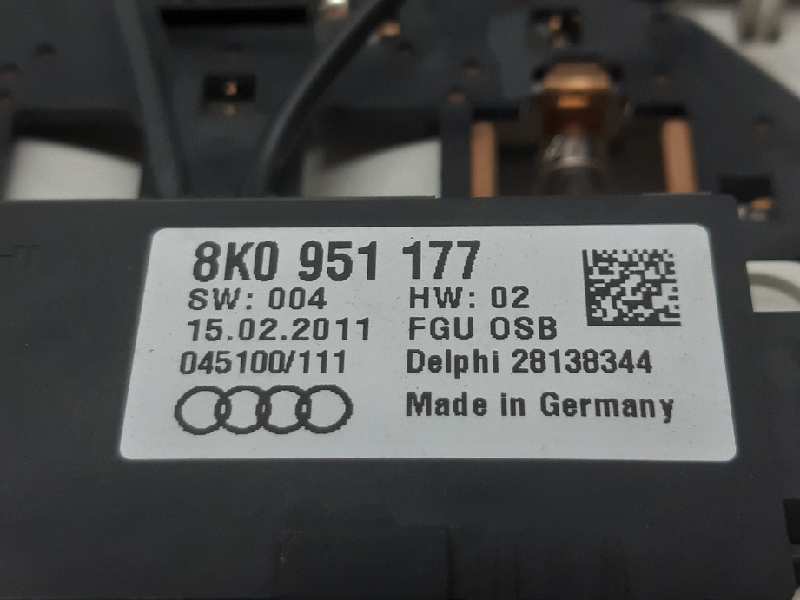 8K0 951 177
SW: 004 HW: 02
15.02.2011 FGU OSB
045100/111 Delphi 28138344
Made in Germany